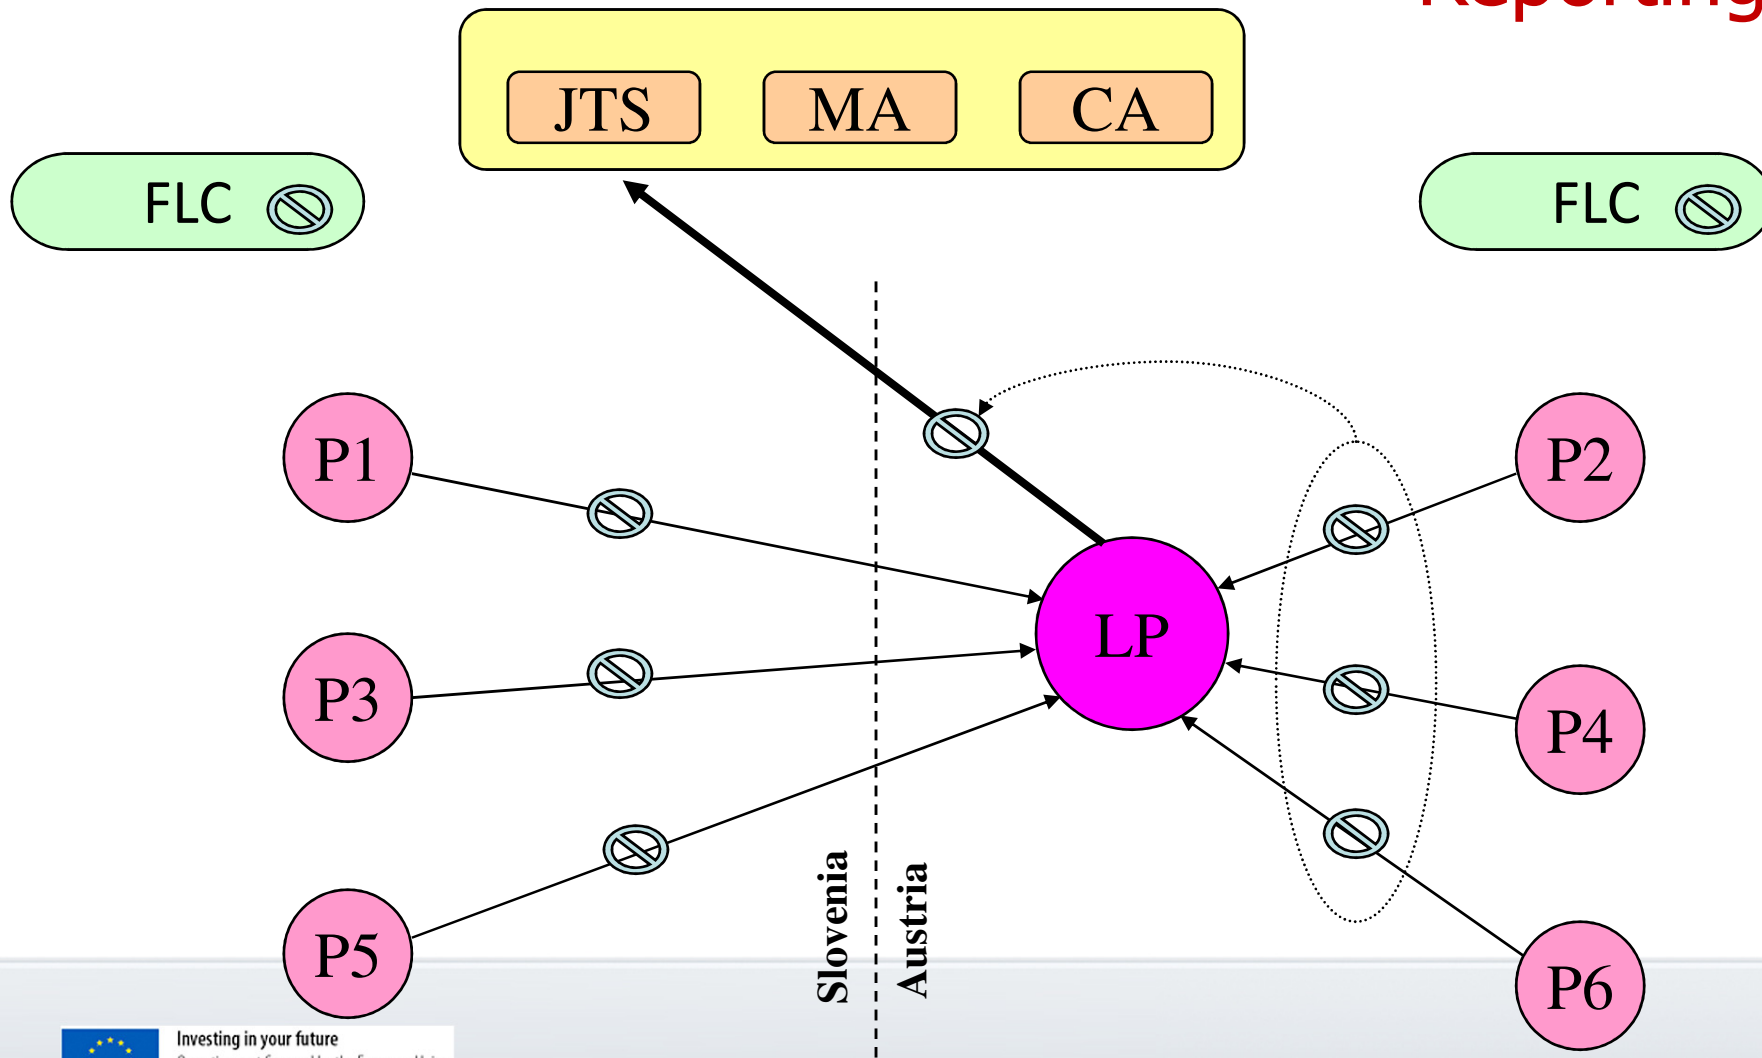 Reporting
JTS
MA
CA
FLC
FLC
P1
P2
LP
P3
P4
P5
P6
Slovenia
Austria
Investing in your future